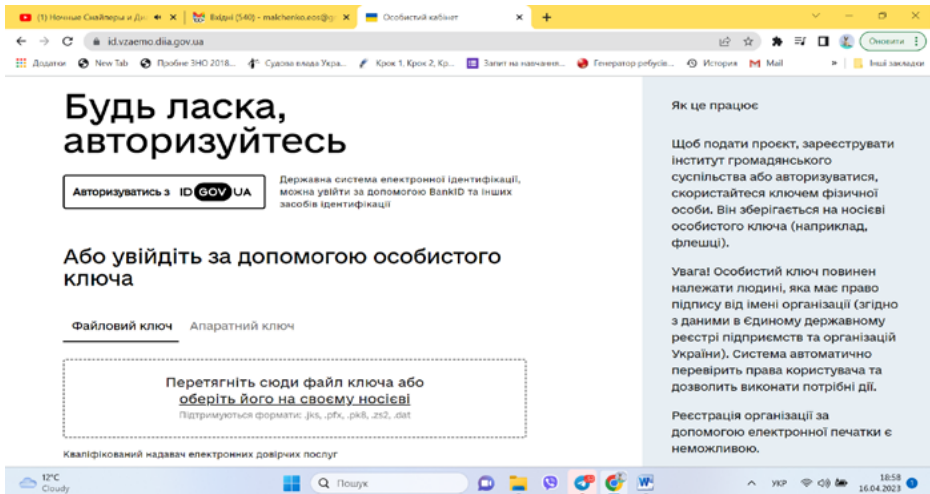 (1) Ночные Снайперы и Ди
Вхідні (540) - malchenko.eos@g
Особистий кабінет
id.vzaemo.diia.gov.ua
Оновити
Додатки
New Tab
Пробне ЗНО 2018...
Судова влада Укра...
Крок 1, Крок 2, Кр...
Запит на навчання...
Генератор ребусів...
История
Mail
»
Інші закладки
Будь ласка,
авторизуйтесь
Авторизуватись з ID GOV UA
Державна система електронної ідентифікації,
можна увійти за допомогою BankID та інших
засобів ідентифікації
Або увійдіть за допомогою особистого
ключа
Файловий ключ Апаратний ключ
Перетягніть сюди файл ключа або
оберіть його на своєму носієві
Підтримуються формати: .jks, .pfx, .pk8, .zs2, .dat
Кваліфікований надавач електронних довірчих послуг
Як це працює
Щоб подати проєкт, зареєструвати
інститут громадянського
суспільства або авторизуватися,
скористайтеся ключем фізичної
особи. Він зберігається на носієві
особистого ключа (наприклад,
флешці).
Увага! Особистий ключ повинен
належати людині, яка має право
підпису від імені організації (згідно
з даними в Єдиному державному
реєстрі підприємств та організацій
України). Система автоматично
перевірить права користувача та
дозволить виконати потрібні дії.
Реєстрація організації за
допомогою електронної печатки є
неможливою.
12°C
Cloudy
Пошук
УКР
18:58
16.04.2023